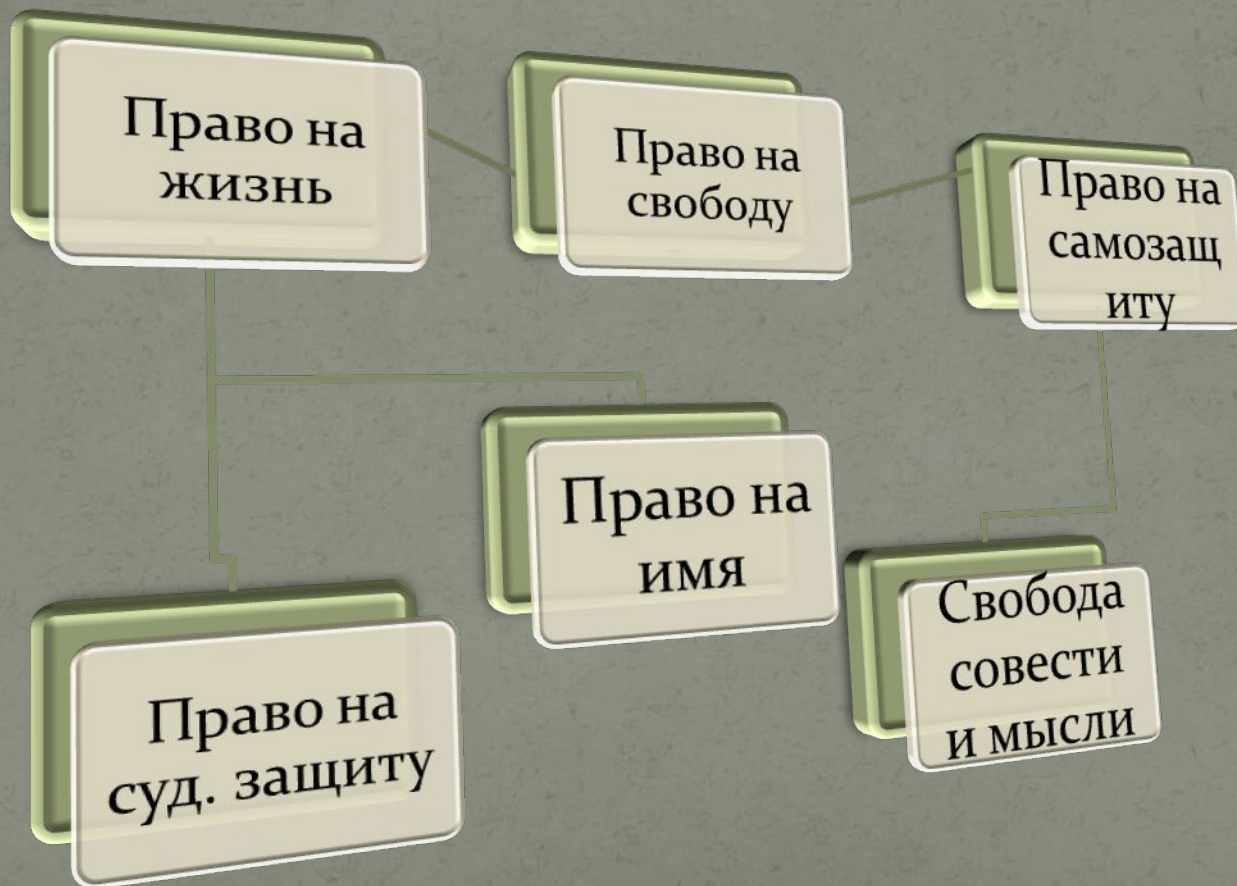 Право на
жизнь
Право на
свободу
Право на
самозащ
иту
Право на
имя
Свобода
совести
и мысли
Право на
суд. защиту